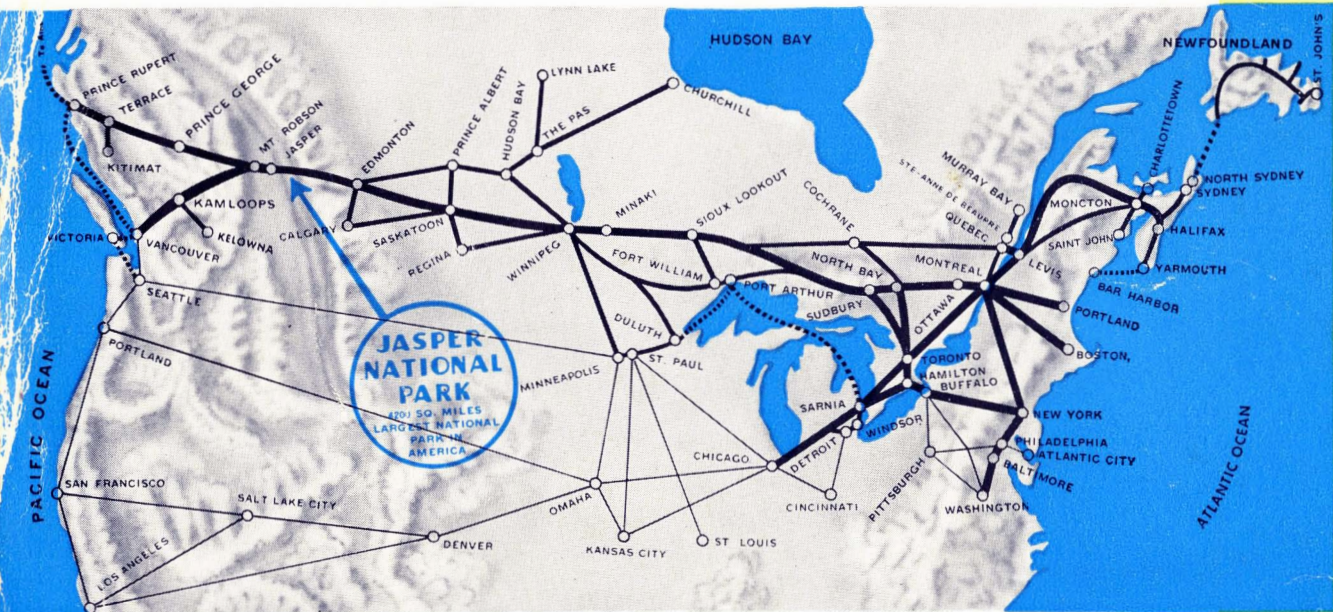 HUDSON BAY
NEWFOUNDLAND
ST. JOHN'S
PRINCE RUPERT
TERRACE
KITIMAT
PRINCE GEORGE
MT. ROBSON
JASPER
EDMONTON
PRINCE ALBERT
HUDSON BAY
LYNN LAKE
THE PAS
CHURCHILL
KAMLOOPS
KELOWNA
VANCOUVER
SEATTLE
PORTLAND
CALGARY
SASKATOON
REGINA
WINNIPEG
MINAKI
SIOUX LOOKOUT
FORT WILLIAM
PORT ARTHUR
COCHRANE
NORTH BAY
SUDBURY
OTTAWA
MONTREAL
MURRAY BAY
STE-ANNE DE BEAUPRE
QUEBEC
LEVIS
MONCTON
SAINT JOHN
CHARLOTTETOWN
NORTH SYDNEY
SYDNEY
HALIFAX
YARMOUTH
BAR HARBOR
PORTLAND
BOSTON,
DULUTH
ST. PAUL
MINNEAPOLIS
TORONTO
HAMILTON
BUFFALO
SARNIA
WINDSOR
DETROIT
CHICAGO
NEW YORK
PHILADELPHIA
ATLANTIC CITY
BALTIMORE
WASHINGTON
PITTSBURGH
CINCINNATI
OMAHA
KANSAS CITY
ST LOUIS
DENVER
SALT LAKE CITY
SAN FRANCISCO
LOS ANGELES
PACIFIC OCEAN
ATLANTIC OCEAN
JASPER
NATIONAL
PARK
4200 SQ. MILES
LARGEST NATIONAL
PARK IN
AMERICA